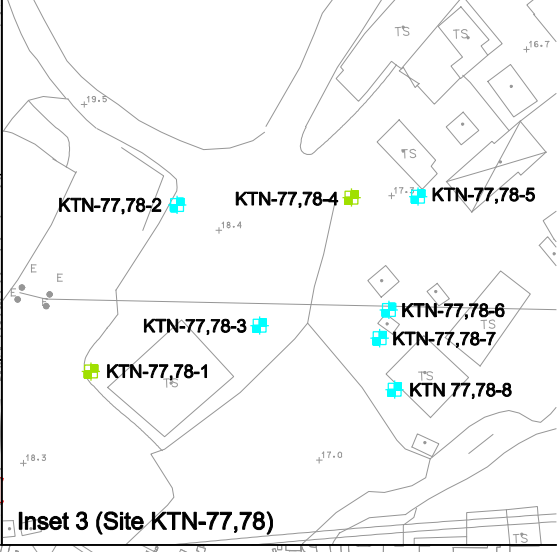 TS
TS
16.7
19.5
TS
KTN-77,78-2
KTN-77,78-4
17.3
KTN-77,78-5
18.4
E
E
E
E
KTN-77,78-6
KTN-77,78-3
TS
KTN-77,78-7
KTN-77,78-1
TS
TS
KTN 77,78-8
18.3
17.0
Inset 3 (Site KTN-77,78)
TS